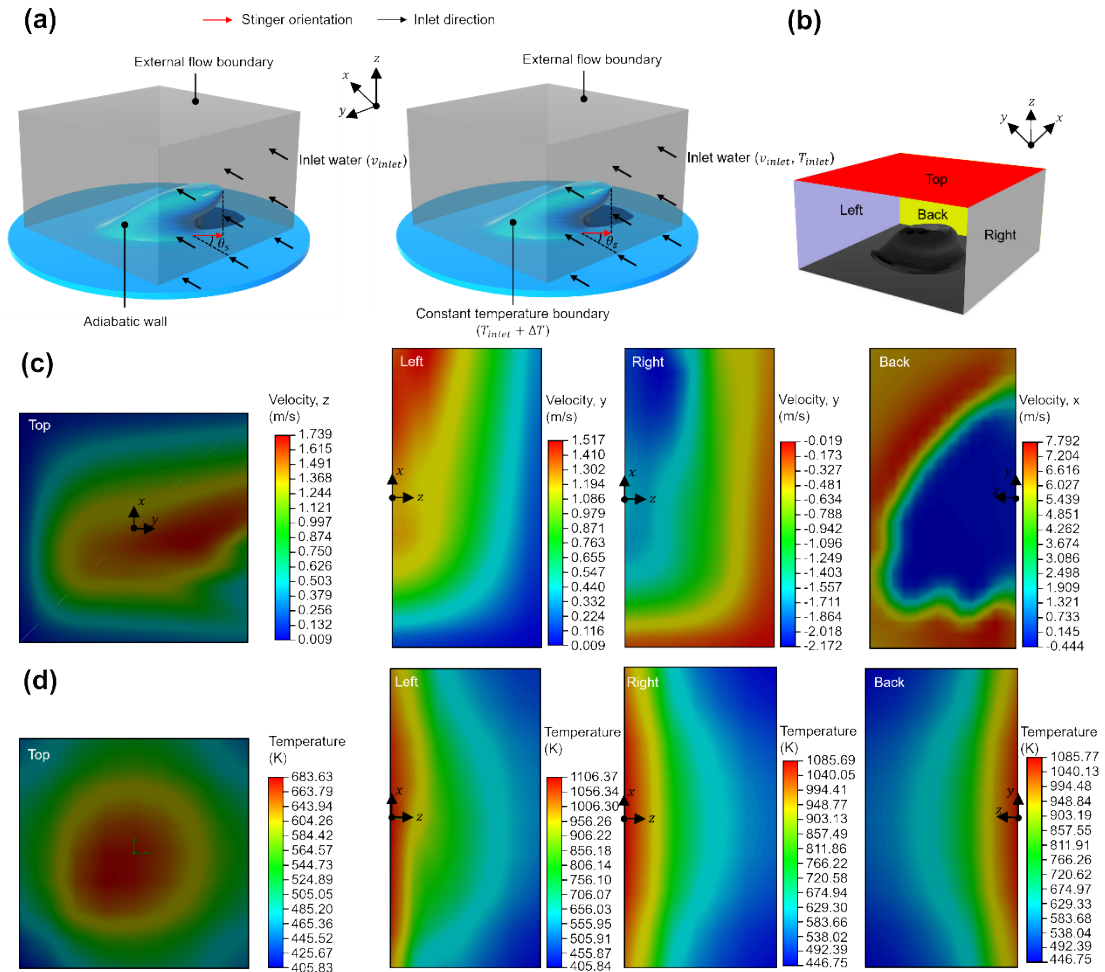 (a)
Stinger orientation
Inlet direction
External flow boundary
x
y
z
Inlet water (v_inlet)
θ_s
Adiabatic wall
External flow boundary
Inlet water (v_inlet, T_inlet)
θ_s
Constant temperature boundary
(T_inlet + ΔT)
(b)
z
y
x
Top
Left
Back
Right
(c)
Top
x
y
Velocity, z
(m/s)
1.739
1.615
1.491
1.368
1.244
1.121
0.997
0.874
0.750
0.626
0.503
0.379
0.256
0.132
0.009
Left
x
z
Velocity, y
(m/s)
1.517
1.410
1.302
1.194
1.086
0.979
0.871
0.763
0.655
0.547
0.440
0.332
0.224
0.116
0.009
Right
x
z
Velocity, y
(m/s)
-0.019
-0.173
-0.327
-0.481
-0.634
-0.788
-0.942
-1.096
-1.249
-1.403
-1.557
-1.711
-1.864
-2.018
-2.172
Back
y
z
Velocity, x
(m/s)
7.792
7.204
6.616
6.027
5.439
4.851
4.262
3.674
3.086
2.498
1.909
1.321
0.733
0.145
-0.444
(d)
Top
Temperature
(K)
683.63
663.79
643.94
624.10
604.26
584.42
564.57
544.73
524.89
505.05
485.20
465.36
445.52
425.67
405.83
Left
x
z
Temperature
(K)
1106.37
1056.34
1006.30
956.26
906.22
856.18
806.14
756.10
706.07
656.03
555.95
505.91
455.87
405.84
Right
x
z
Temperature
(K)
1085.69
1040.05
994.41
948.77
903.13
857.49
811.86
766.22
720.58
674.94
629.30
583.66
538.02
492.39
446.75
Back
y
z
Temperature
(K)
1085.77
1040.13
994.48
948.84
903.19
857.55
811.91
766.26
720.62
674.97
629.33
583.68
538.04
492.39
446.75